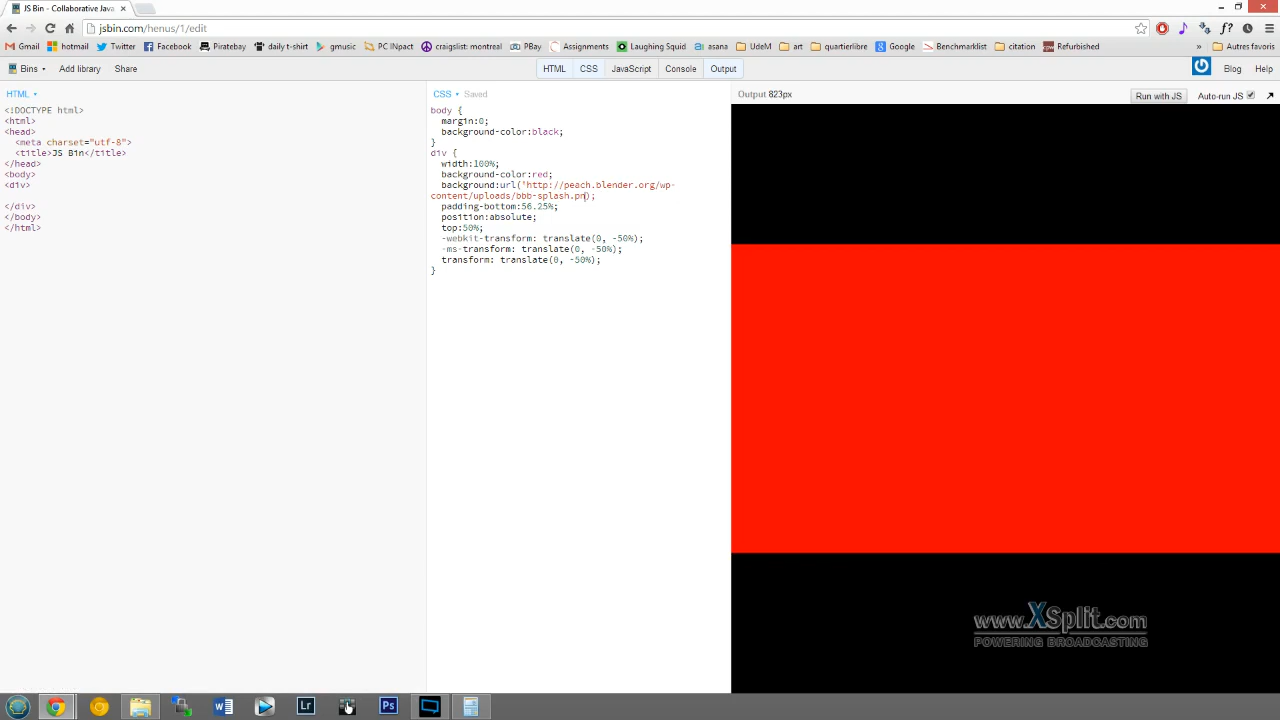 JS Bin - Collaborative Java
jsbin.com/henus/1/edit
Gmail hotmail Twitter Facebook Piratebay daily t-shirt gmusic PC INpact craigslist: montreal PBay Assignments Laughing Squid asana UdeM art quartierlibre Google Benchmarklist citation Refurbished » Autres favoris
Bins Add library Share HTML CSS JavaScript Console Output Blog Help
HTML
<!DOCTYPE html>
<html>
<head>
<meta charset="utf-8">
<title>JS Bin</title>
</head>
<body>
<div>
</div>
</body>
</html>
CSS Saved
body {
margin:0;
background-color:black;
}
div {
width:100%;
background-color:red;
background:url("http://peach.blender.org/wp-
content/uploads/bbb-splash.pn);
padding-bottom:56.25%;
position:absolute;
top:50%;
-webkit-transform: translate(0, -50%);
-ms-transform: translate(0, -50%);
transform: translate(0, -50%);
}
Output 823px
Run with JS Auto-run JS
www.XSplit.com
POWERING BROADCASTING
Lr
Ps